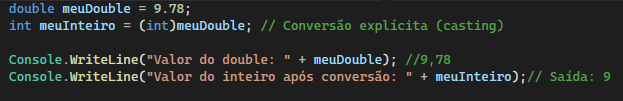 double meuDouble = 9.78;
int meuInteiro = (int)meuDouble; // Conversão explícita (casting)
Console.WriteLine("Valor do double: " + meuDouble); //9,78
Console.WriteLine("Valor do inteiro após conversão: " + meuInteiro);// Saída: 9